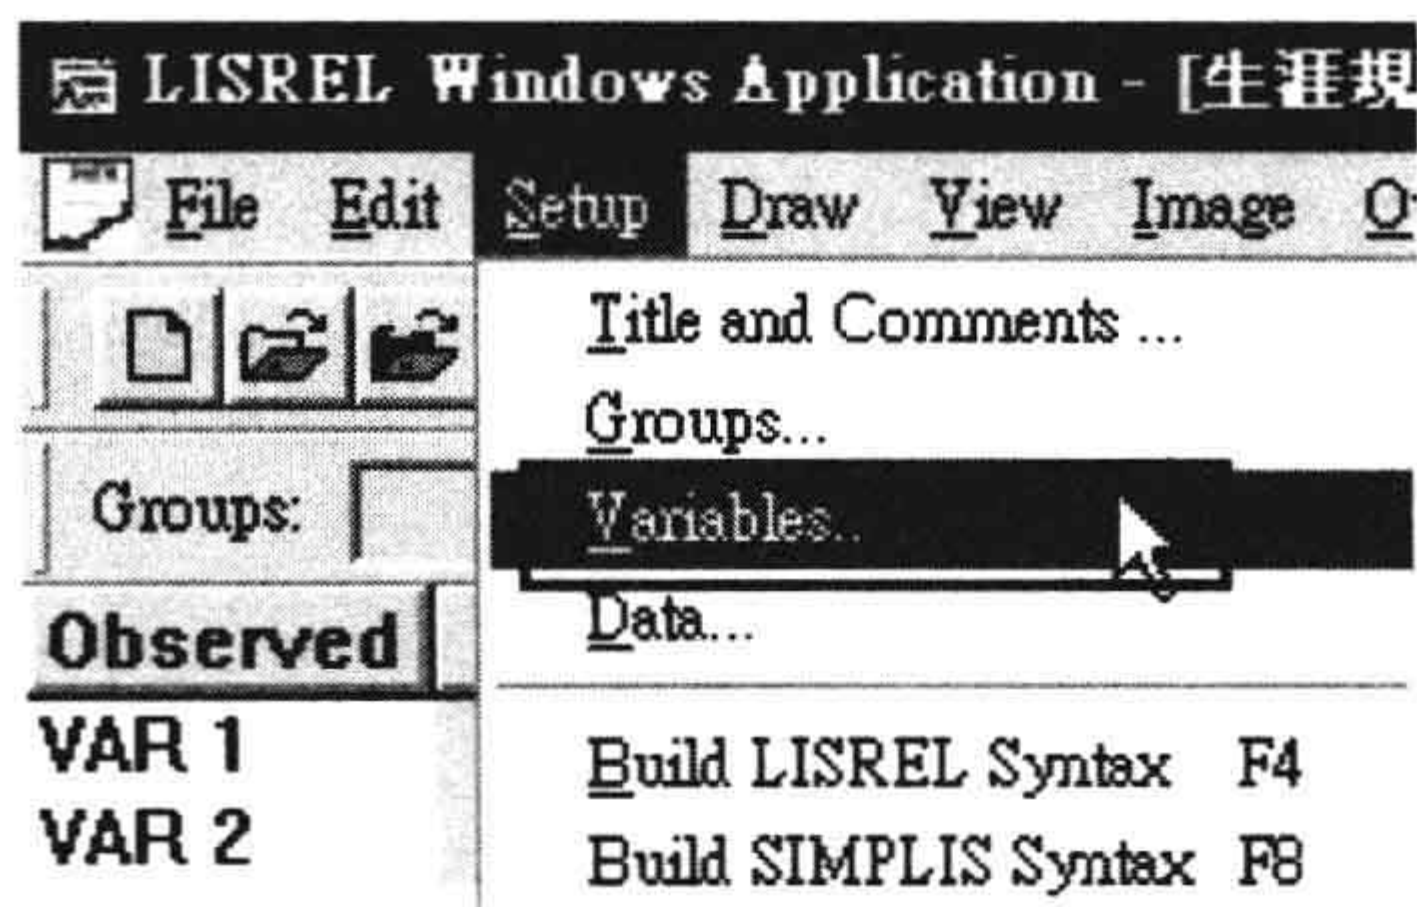 LISREL Windows Application - [生涯規
File Edit Setup Draw View Image O
Title and Comments ...
Groups...
Groups:
Variables..
Observed
Data...
VAR 1
Build LISREL Syntax F4
VAR 2
Build SIMPLIS Syntax F8